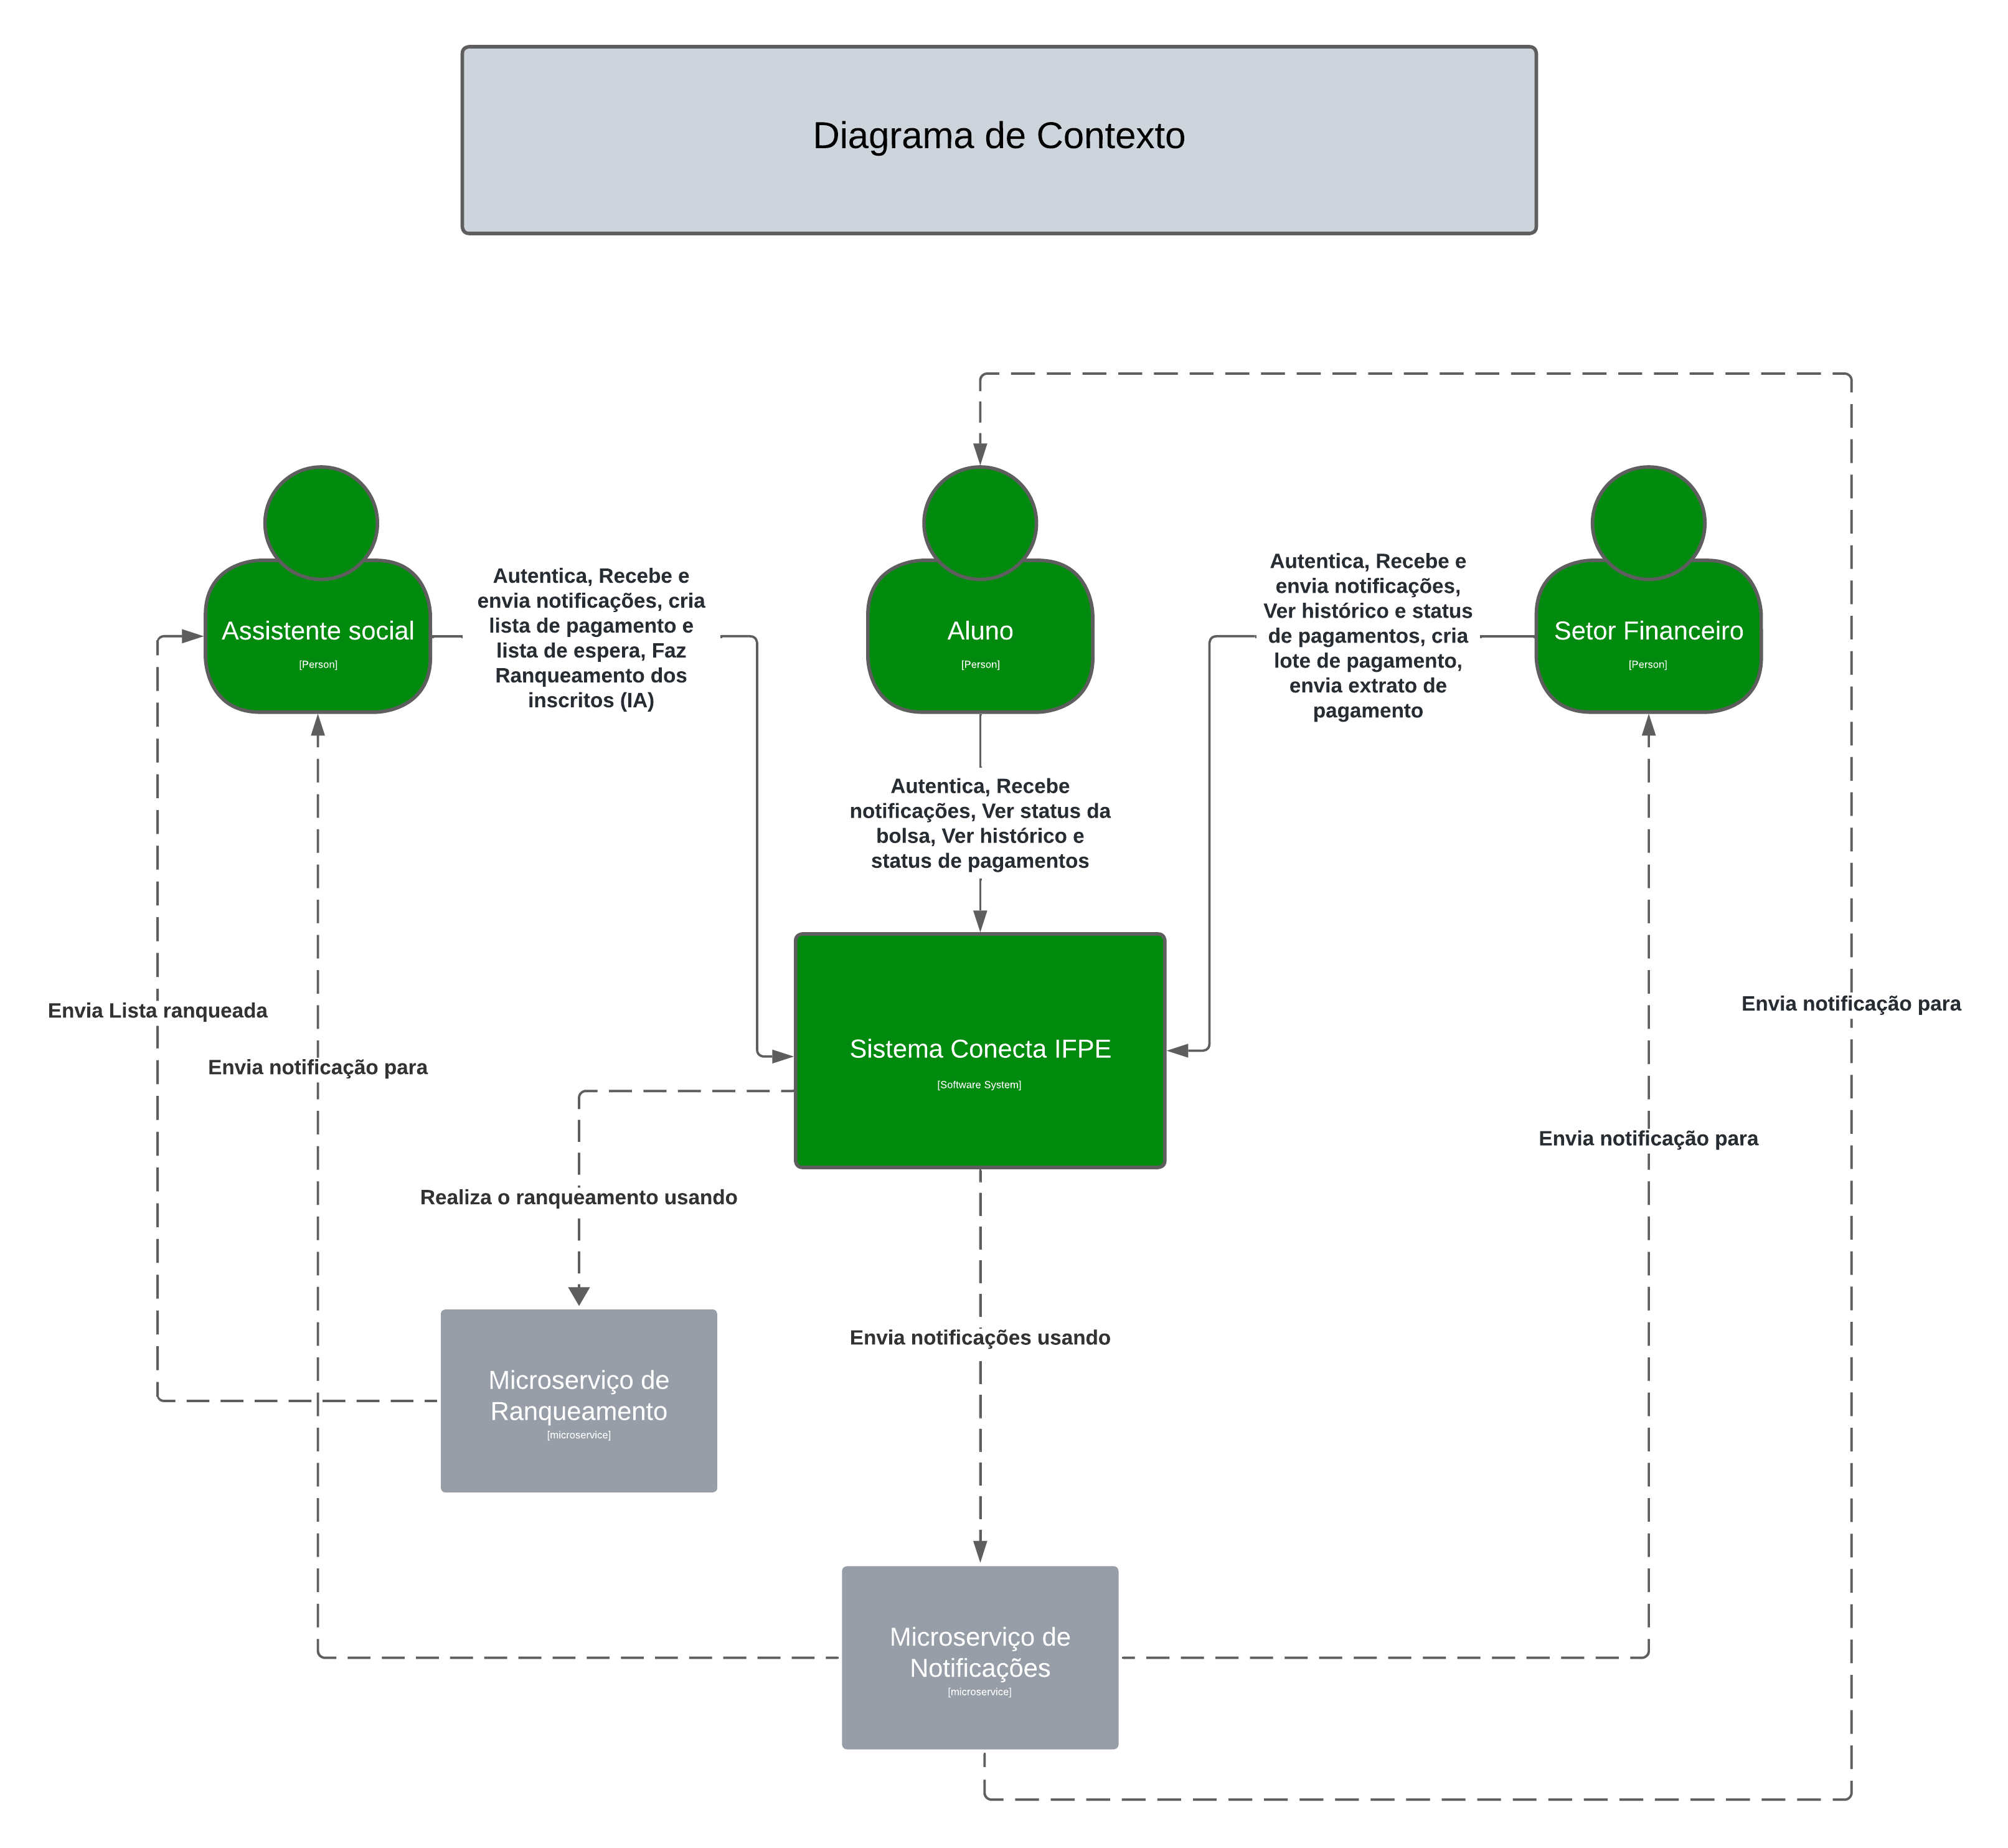 Diagrama de Contexto
Assistente social
[Person]
Autentica, Recebe e
envia notificações, cria
lista de pagamento e
lista de espera, Faz
Ranqueamento dos
inscritos (IA)
Aluno
[Person]
Autentica, Recebe e
envia notificações,
Ver histórico e status
de pagamentos, cria
lote de pagamento,
envia extrato de
pagamento
Setor Financeiro
[Person]
Autentica, Recebe
notificações, Ver status da
bolsa, Ver histórico e
status de pagamentos
Envia Lista ranqueada
Envia notificação para
Sistema Conecta IFPE
[Software System]
Envia notificação para
Envia notificação para
Realiza o ranqueamento usando
Envia notificações usando
Microserviço de
Ranqueamento
[microservice]
Microserviço de
Notificações
[microservice]